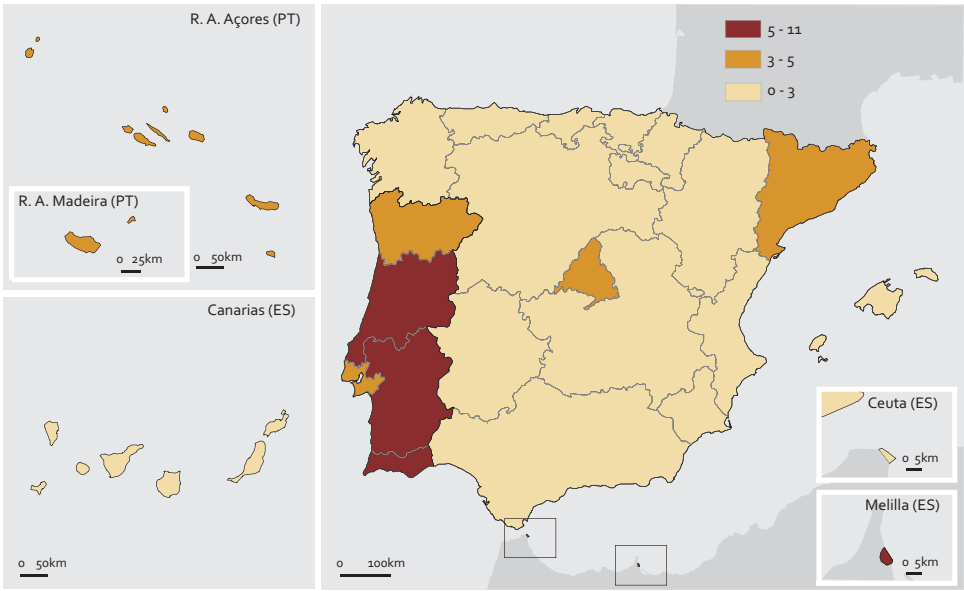 R. A. Açores (PT)
R. A. Madeira (PT)
0 25km
0 50km
Canarias (ES)
0 50km
5 - 11
3 - 5
0 - 3
0 100km
Ceuta (ES)
0 5km
Melilla (ES)
0 5km